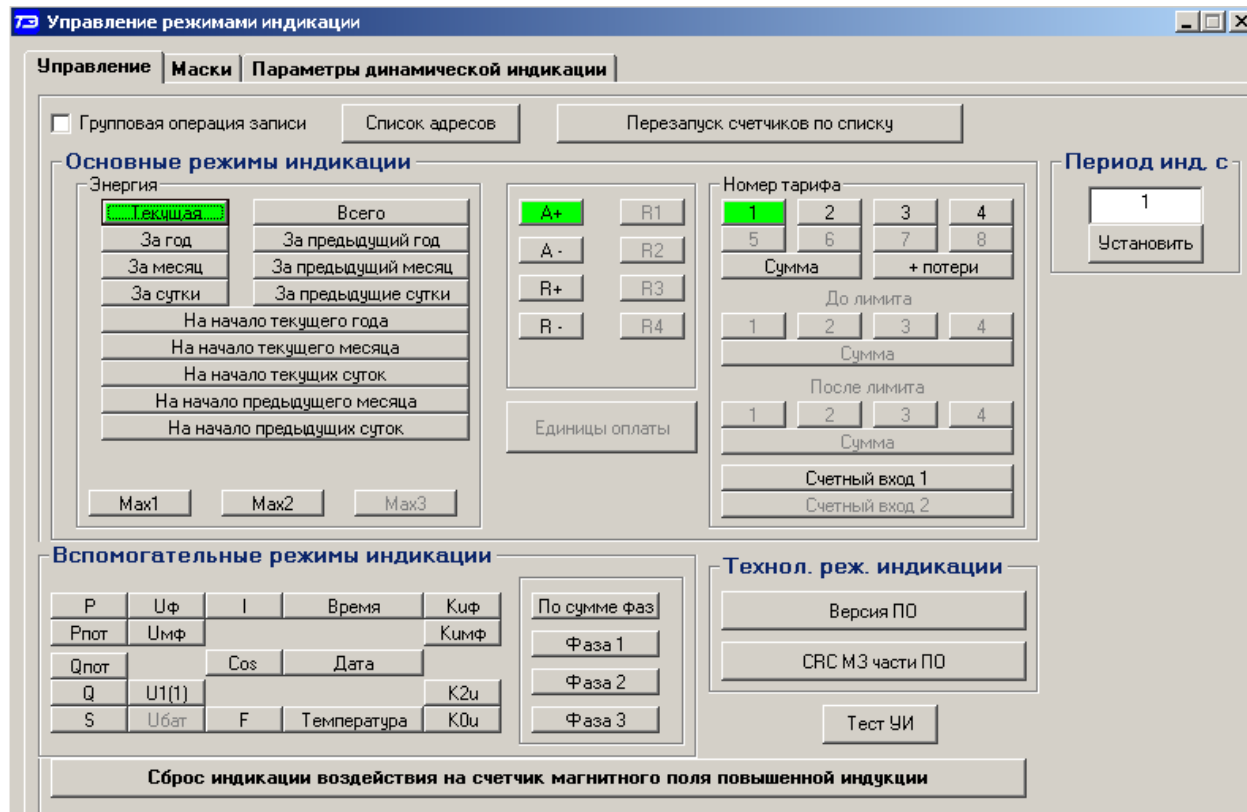 ТЭ Управление режимами индикации
Управление Маски Параметры динамической индикации
Групповая операция записи Список адресов Перезапуск счетчиков по списку
Основные режимы индикации
Энергия
Текущая Всего
За год За предыдущий год
За месяц За предыдущий месяц
За сутки За предыдущие сутки
На начало текущего года
На начало текущего месяца
На начало текущих суток
На начало предыдущего месяца
На начало предыдущих суток
Max1 Max2 Max3
A+ R1
A - R2
R+ R3
R - R4
Единицы оплаты
Номер тарифа
1 2 3 4
5 6 7 8
Сумма + потери
До лимита
1 2 3 4
Сумма
После лимита
1 2 3 4
Сумма
Счетный вход 1
Счетный вход 2
Период инд, с
1
Установить
Вспомогательные режимы индикации
P Uф I Время Kuф
Pпот Uмф Kuмф
Qпот Cos Дата
Q U1(1) K2u
S Uбат F Температура K0u
По сумме фаз
Фаза 1
Фаза 2
Фаза 3
Технол. реж. индикации
Версия ПО
CRC МЗ части ПО
Тест УИ
Сброс индикации воздействия на счетчик магнитного поля повышенной индукции